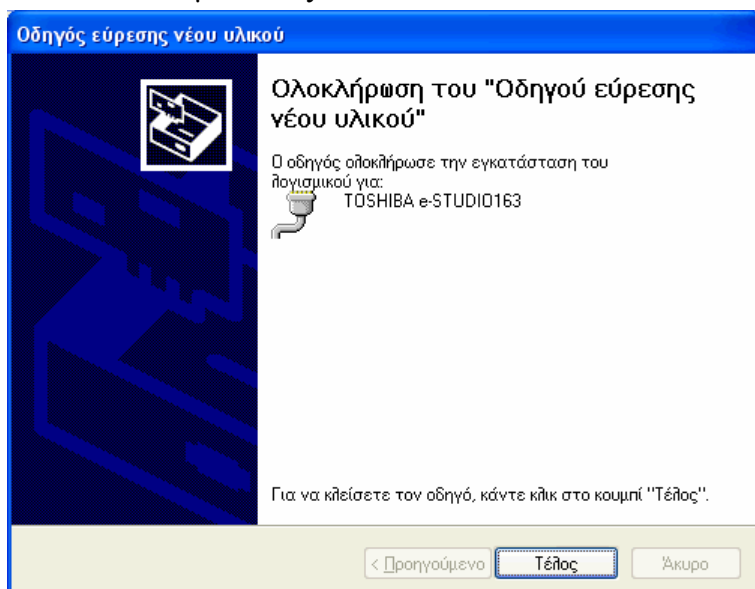 Οδηγός εύρεσης νέου υλικού
Ολοκλήρωση του "Οδηγού εύρεσης
νέου υλικού"
Ο οδηγός ολοκλήρωσε την εγκατάσταση του
λογισμικού για:
TOSHIBA e-STUDIO163
Για να κλείσετε τον οδηγό, κάντε κλικ στο κουμπί "Τέλος".
< Προηγούμενο
Τέλος
Άκυρο